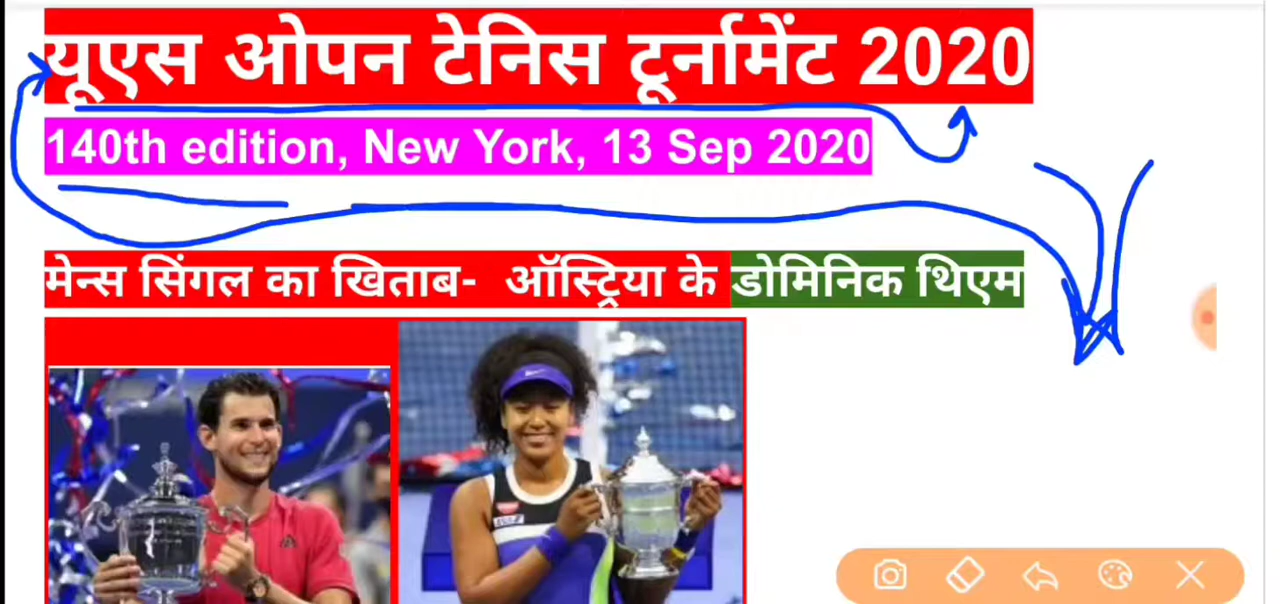 यूएस ओपन टेनिस टूर्नामेंट 2020
140th edition, New York, 13 Sep 2020
मेन्स सिंगल का खिताब- ऑस्ट्रिया के डोमिनिक थिएम